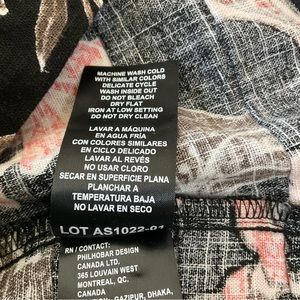 MACHINE WASH COLD
WITH SIMILAR COLORS
DELICATE CYCLE
WASH INSIDE OUT
DO NOT BLEACH
DRY FLAT
IRON AT LOW SETTING
DO NOT DRY CLEAN
LAVAR A MÁQUINA
EN AGUA FRÍA
CON COLORES SIMILARES
EN CICLO DELICADO
LAVAR AL REVÉS
NO USAR CLORO
SECAR EN SUPERFICIE PLANA
PLANCHAR A
TEMPERATURA BAJA
NO LAVAR EN SECO
LOT AS1022-01
RN / CONTACT:
PHILHOBAR DESIGN
CANADA LTD.
365 LOUVAIN WEST
MONTREAL, QC,
CANADA
GAZIPUR, DHAKA,